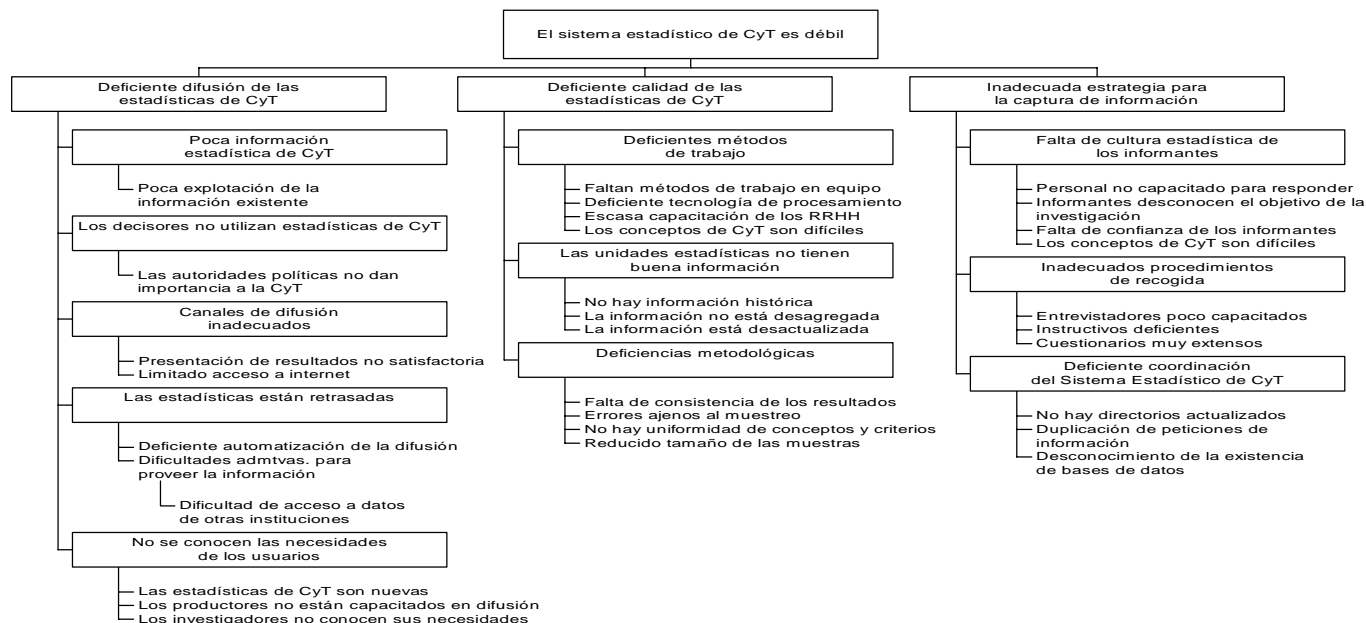 El sistema estadístico de CyT es débil
Deficiente difusión de las
estadísticas de CyT
Poca información
estadística de CyT
Poca explotación de la
información existente
Los decisores no utilizan estadísticas de CyT
Las autoridades políticas no dan
importancia a la CyT
Canales de difusión
inadecuados
Presentación de resultados no satisfactoria
Limitado acceso a internet
Las estadísticas están retrasadas
Deficiente automatización de la difusión
Dificultades admtvas. para
proveer la información
Dificultad de acceso a datos
de otras instituciones
No se conocen las necesidades
de los usuarios
Las estadísticas de CyT son nuevas
Los productores no están capacitados en difusión
Los investigadores no conocen sus necesidades
Deficiente calidad de las
estadísticas de CyT
Deficientes métodos
de trabajo
Faltan métodos de trabajo en equipo
Deficiente tecnología de procesamiento
Escasa capacitación de los RRHH
Los conceptos de CyT son difíciles
Las unidades estadísticas no tienen
buena información
No hay información histórica
La información no está desagregada
La información está desactualizada
Deficiencias metodológicas
Falta de consistencia de los resultados
Errores ajenos al muestreo
No hay uniformidad de conceptos y criterios
Reducido tamaño de las muestras
Inadecuada estrategia para
la captura de información
Falta de cultura estadística de
los informantes
Personal no capacitado para responder
Informantes desconocen el objetivo de la
investigación
Falta de confianza de los informantes
Los conceptos de CyT son difíciles
Inadecuados procedimientos
de recogida
Entrevistadores poco capacitados
Instructivos deficientes
Cuestionarios muy extensos
Deficiente coordinación
del Sistema Estadístico de CyT
No hay directorios actualizados
Duplicación de peticiones de
información
Desconocimiento de la existencia
de bases de datos